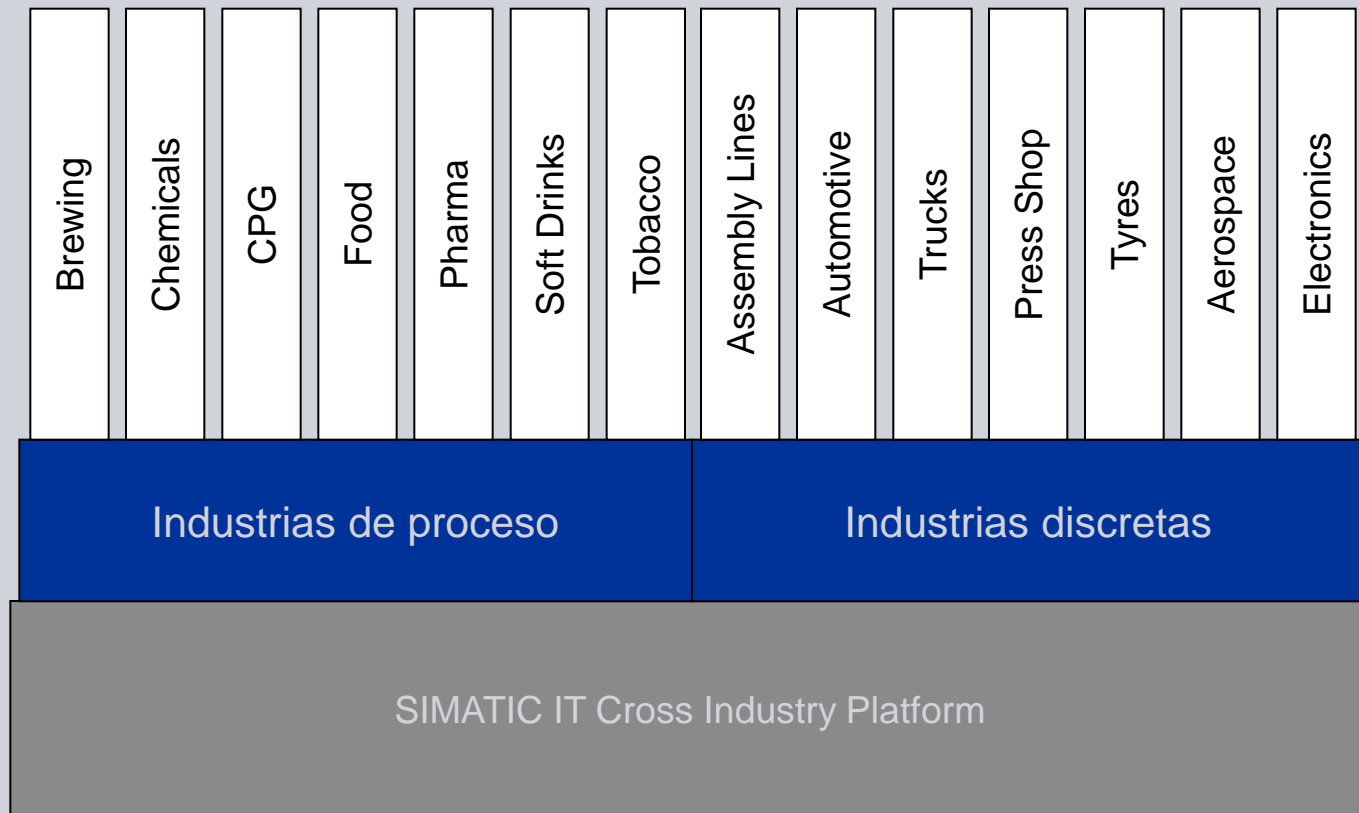 Brewing
Chemicals
CPG
Food
Pharma
Soft Drinks
Tobacco
Assembly Lines
Automotive
Trucks
Press Shop
Tyres
Aerospace
Electronics
Industrias de proceso
Industrias discretas
SIMATIC IT Cross Industry Platform